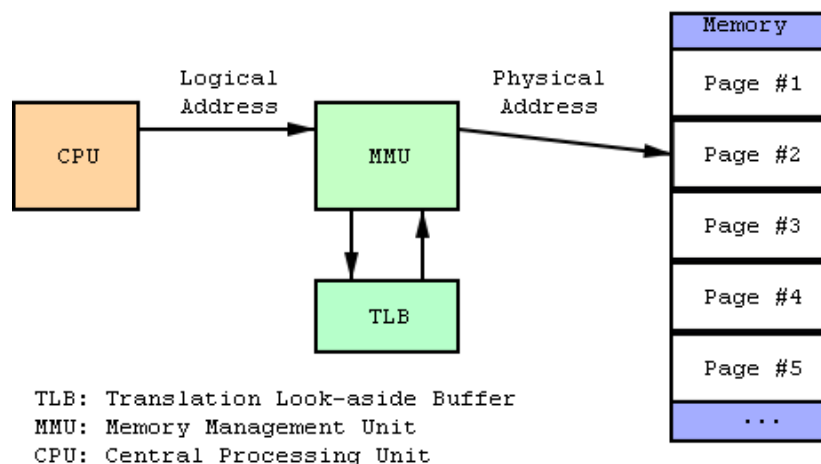 Memory
Logical
Address
Physical
Address
Page #1
CPU
MMU
Page #2
Page #3
TLB
Page #4
Page #5
TLB: Translation Look-aside Buffer
MMU: Memory Management Unit
CPU: Central Processing Unit
...